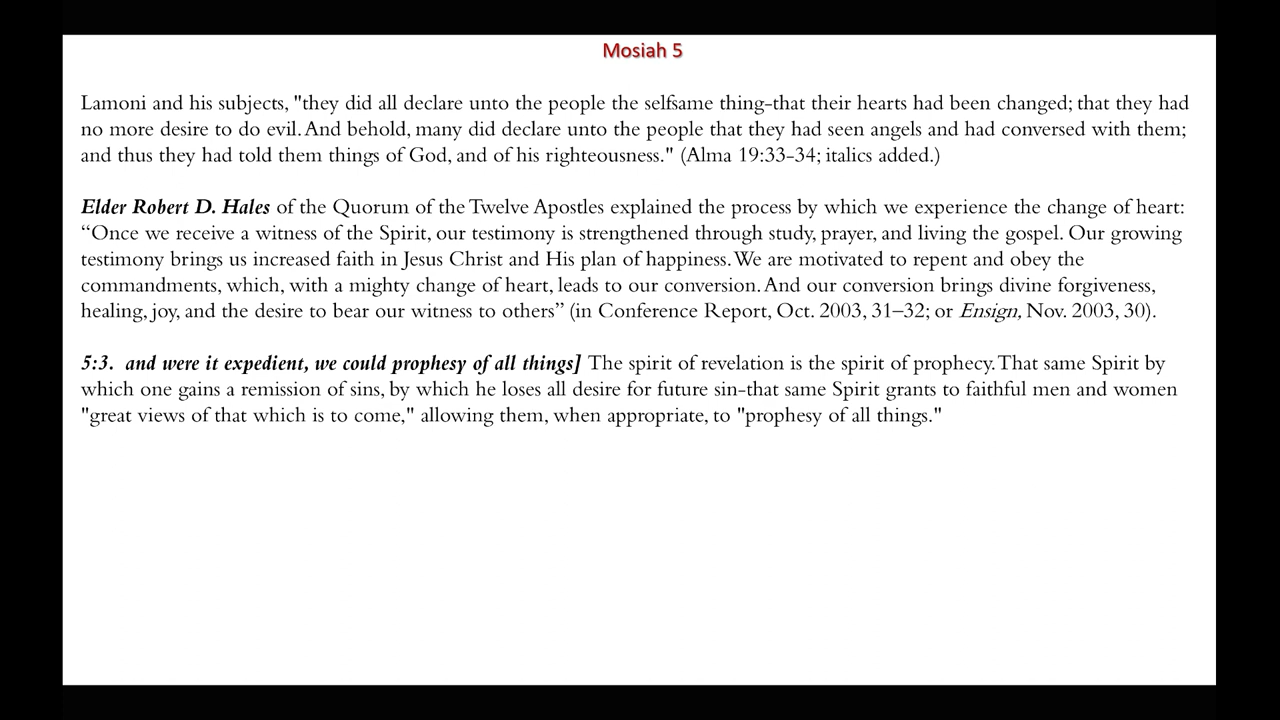 Mosiah 5
Lamoni and his subjects, "they did all declare unto the people the selfsame thing-that their hearts had been changed; that they had
no more desire to do evil. And behold, many did declare unto the people that they had seen angels and had conversed with them;
and thus they had told them things of God, and of his righteousness." (Alma 19:33-34; italics added.)
Elder Robert D. Hales of the Quorum of the Twelve Apostles explained the process by which we experience the change of heart:
“Once we receive a witness of the Spirit, our testimony is strengthened through study, prayer, and living the gospel. Our growing
testimony brings us increased faith in Jesus Christ and His plan of happiness. We are motivated to repent and obey the
commandments, which, with a mighty change of heart, leads to our conversion. And our conversion brings divine forgiveness,
healing, joy, and the desire to bear our witness to others” (in Conference Report, Oct. 2003, 31–32; or Ensign, Nov. 2003, 30).
5:3. and were it expedient, we could prophesy of all things] The spirit of revelation is the spirit of prophecy. That same Spirit by
which one gains a remission of sins, by which he loses all desire for future sin-that same Spirit grants to faithful men and women
"great views of that which is to come," allowing them, when appropriate, to "prophesy of all things."